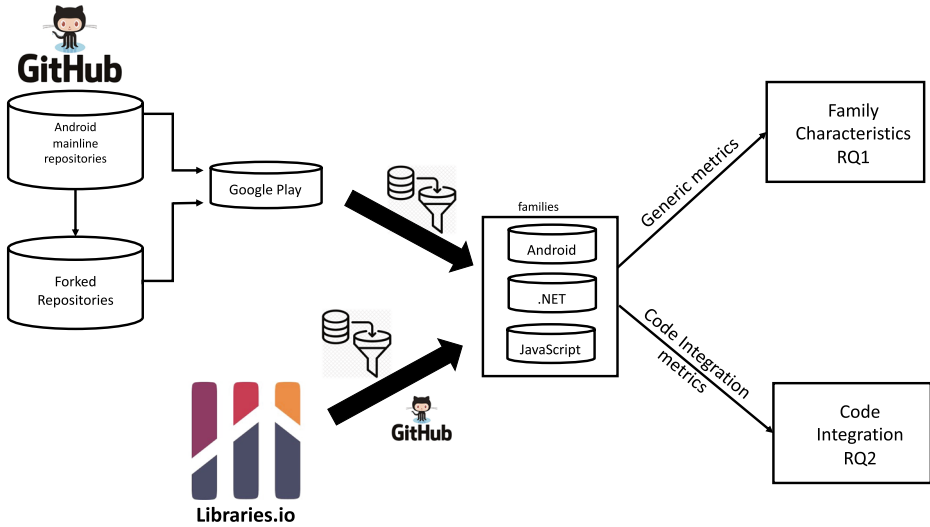 GitHub
Android
mainline
repositories
Google Play
Forked
Repositories
families
Android
.NET
JavaScript
Generic metrics
Family
Characteristics
RQ1
Code Integration
metrics
Code
Integration
RQ2
GitHub
Libraries.io